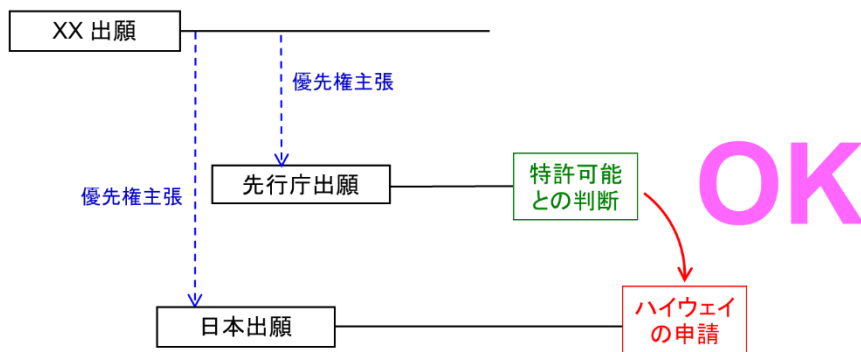 XX 出願
優先権主張
優先権主張
先行庁出願
特許可能
との判断
OK
日本出願
ハイウェイ
の申請